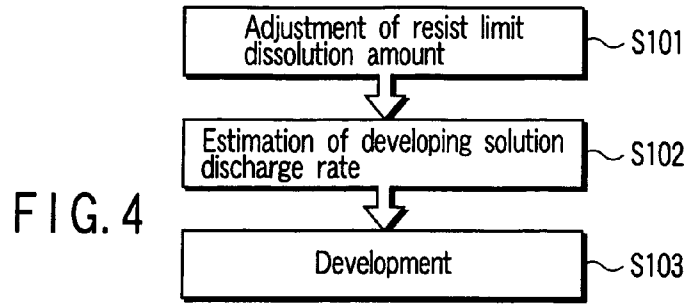 Adjustment of resist limit
dissolution amount
S101
Estimation of developing solution
discharge rate
S102
FIG. 4
Development
S103